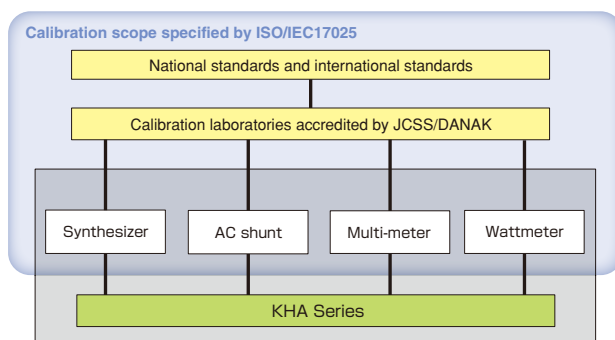 Calibration scope specified by ISO/IEC17025
National standards and international standards
Calibration laboratories accredited by JCSS/DANAK
Synthesizer
AC shunt
Multi-meter
Wattmeter
KHA Series